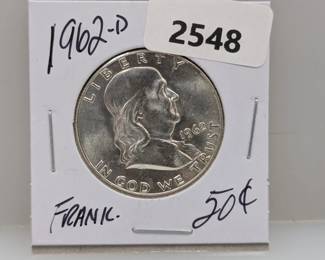 1962-D
2548
LIBERTY
1962
IN GOD WE TRUST
FRANK.
50¢